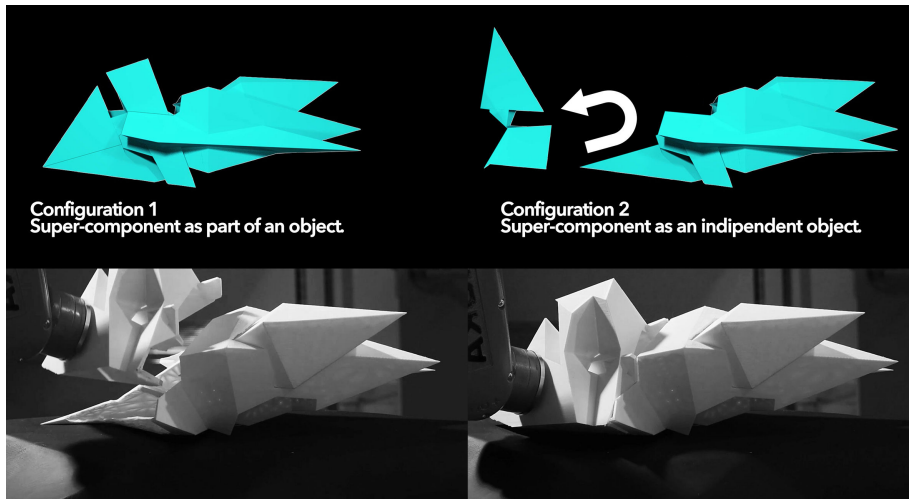 Configuration 1
Super-component as part of an object.
Configuration 2
Super-component as an indipendent object.